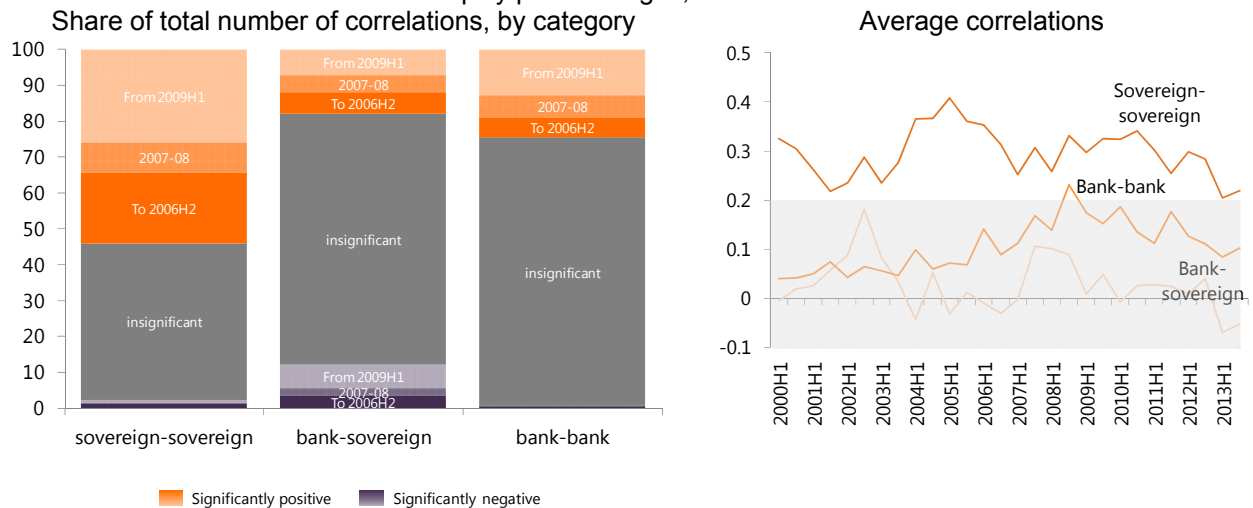 Share of total number of correlations, by category
100
90
80
70
60
50
40
30
20
10
0
From 2009H1
2007-08
To 2006H2
insignificant
From 2009H1
2007-08
To 2006H2
insignificant
From 2009H1
2007-08
To 2006H2
From 2009H1
2007-08
To 2006H2
insignificant
sovereign-sovereign
bank-sovereign
bank-bank
Significantly positive
Significantly negative
Average correlations
0.5
0.4
0.3
0.2
0.1
0
-0.1
Sovereign-
sovereign
Bank-bank
Bank-
sovereign
2000H1
2001H1
2002H1
2003H1
2004H1
2005H1
2006H1
2007H1
2008H1
2009H1
2010H1
2011H1
2012H1
2013H1